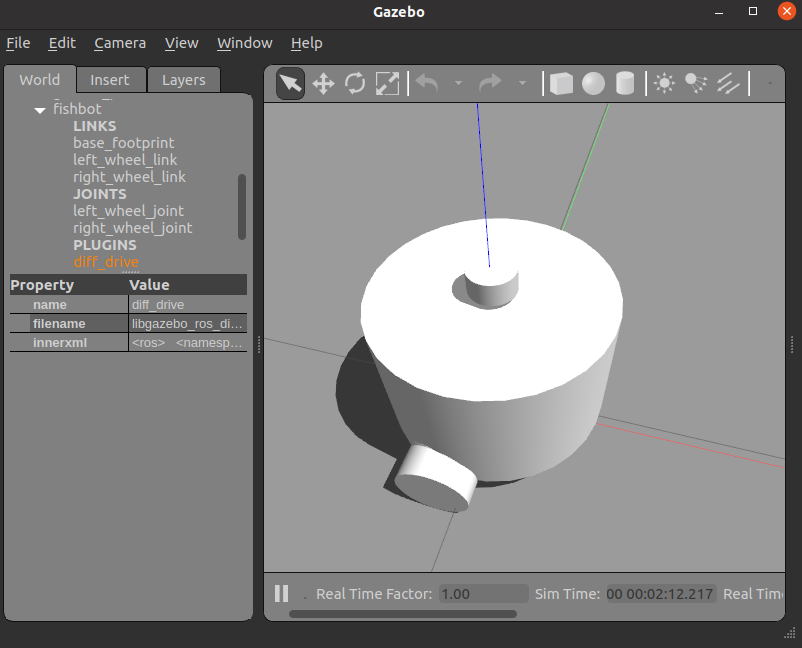 Gazebo
File Edit Camera View Window Help
World Insert Layers
fishbot
LINKS
base_footprint
left_wheel_link
right_wheel_link
JOINTS
left_wheel_joint
right_wheel_joint
PLUGINS
diff_drive
Property Value
name diff_drive
filename libgazebo_ros_di...
innerxml <ros> <namesp...
Real Time Factor: 1.00 Sim Time: 00 00:02:12.217 Real Tim